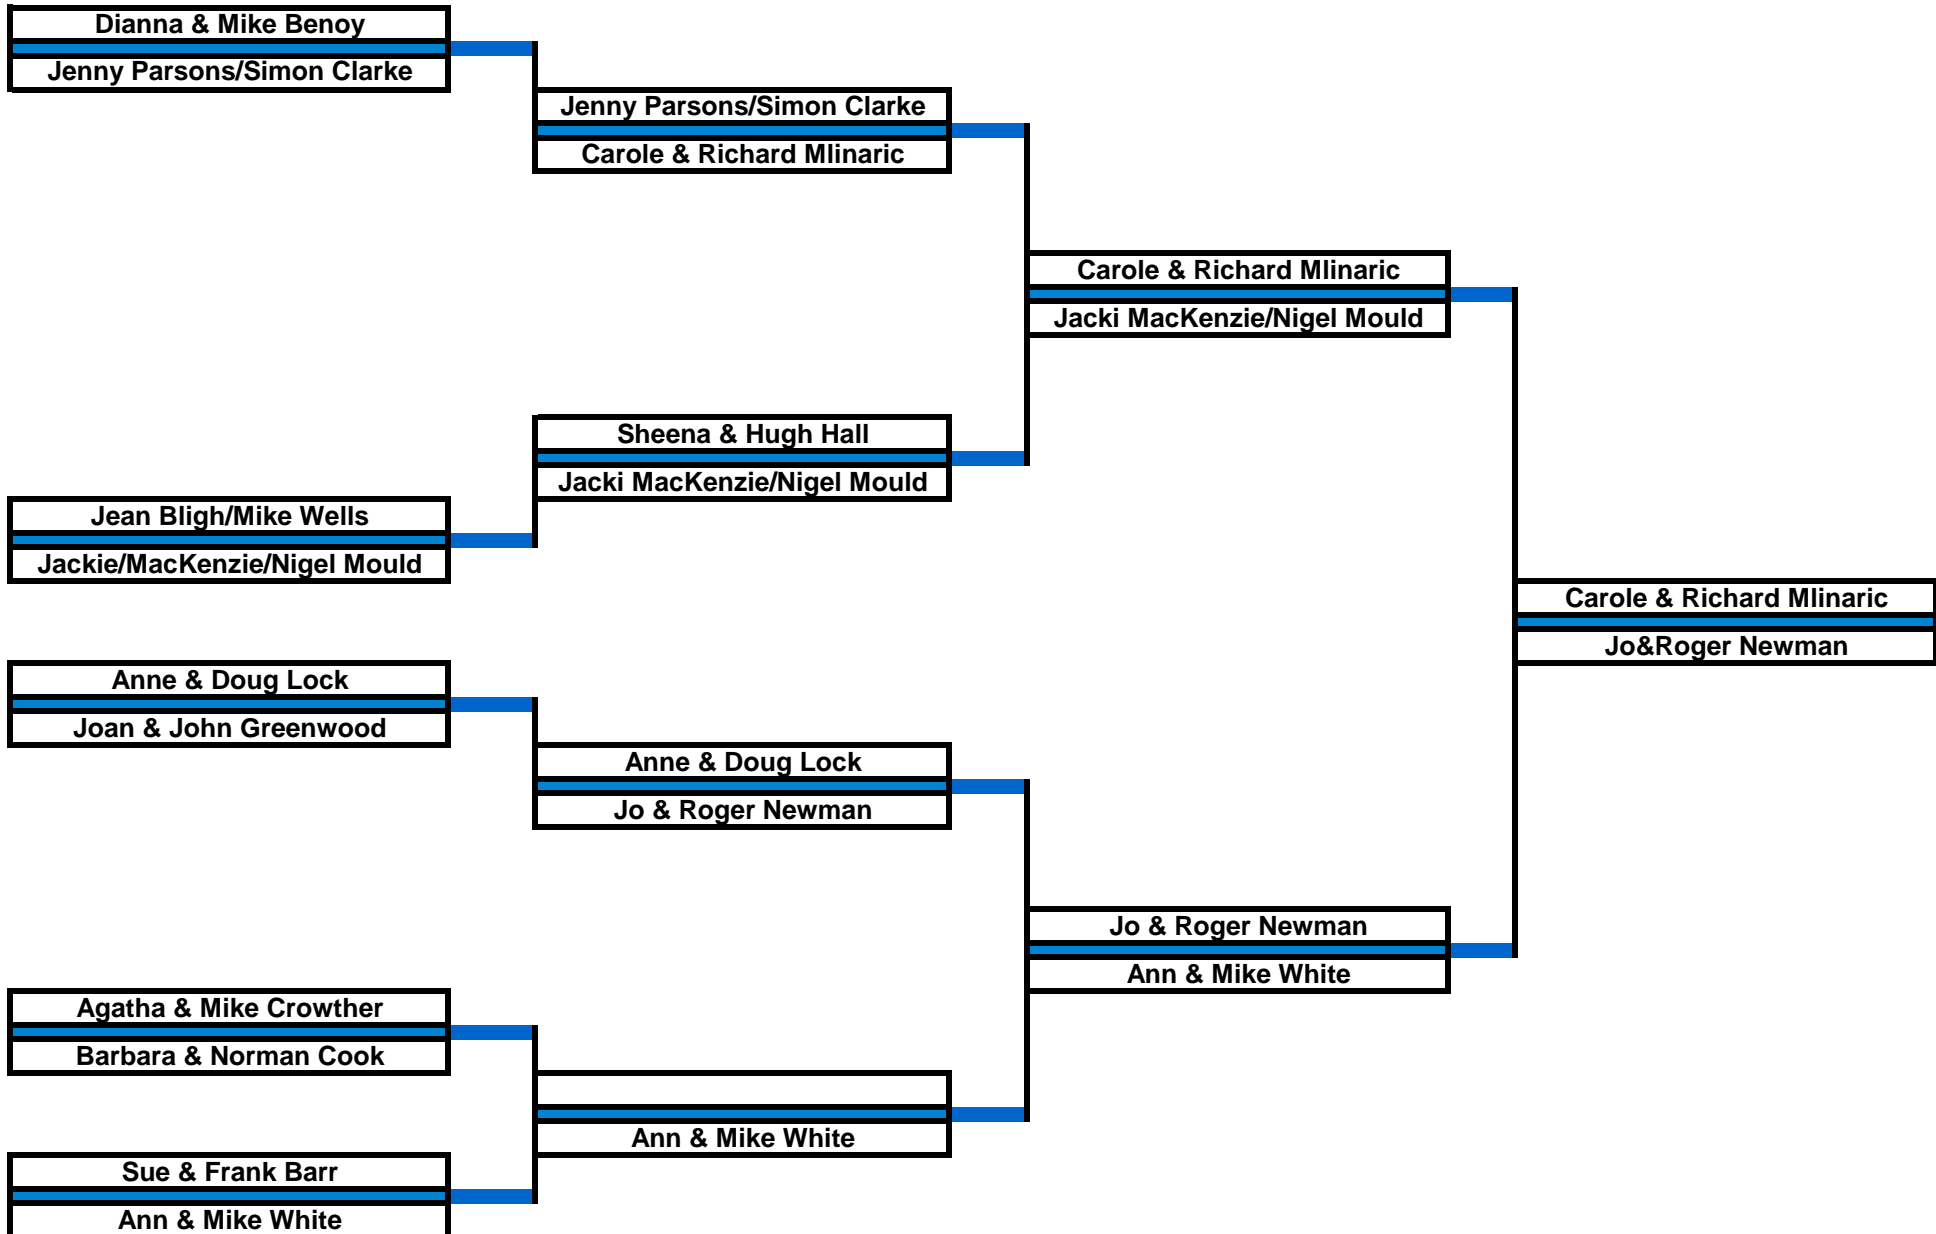 Dianna & Mike Benoy
Jenny Parsons/Simon Clarke
Jenny Parsons/Simon Clarke
Carole & Richard Mlinaric
Carole & Richard Mlinaric
Jacki MacKenzie/Nigel Mould
Sheena & Hugh Hall
Jacki MacKenzie/Nigel Mould
Jean Bligh/Mike Wells
Jackie/MacKenzie/Nigel Mould
Carole & Richard Mlinaric
Jo&Roger Newman
Anne & Doug Lock
Joan & John Greenwood
Anne & Doug Lock
Jo & Roger Newman
Jo & Roger Newman
Ann & Mike White
Agatha & Mike Crowther
Barbara & Norman Cook
Ann & Mike White
Sue & Frank Barr
Ann & Mike White